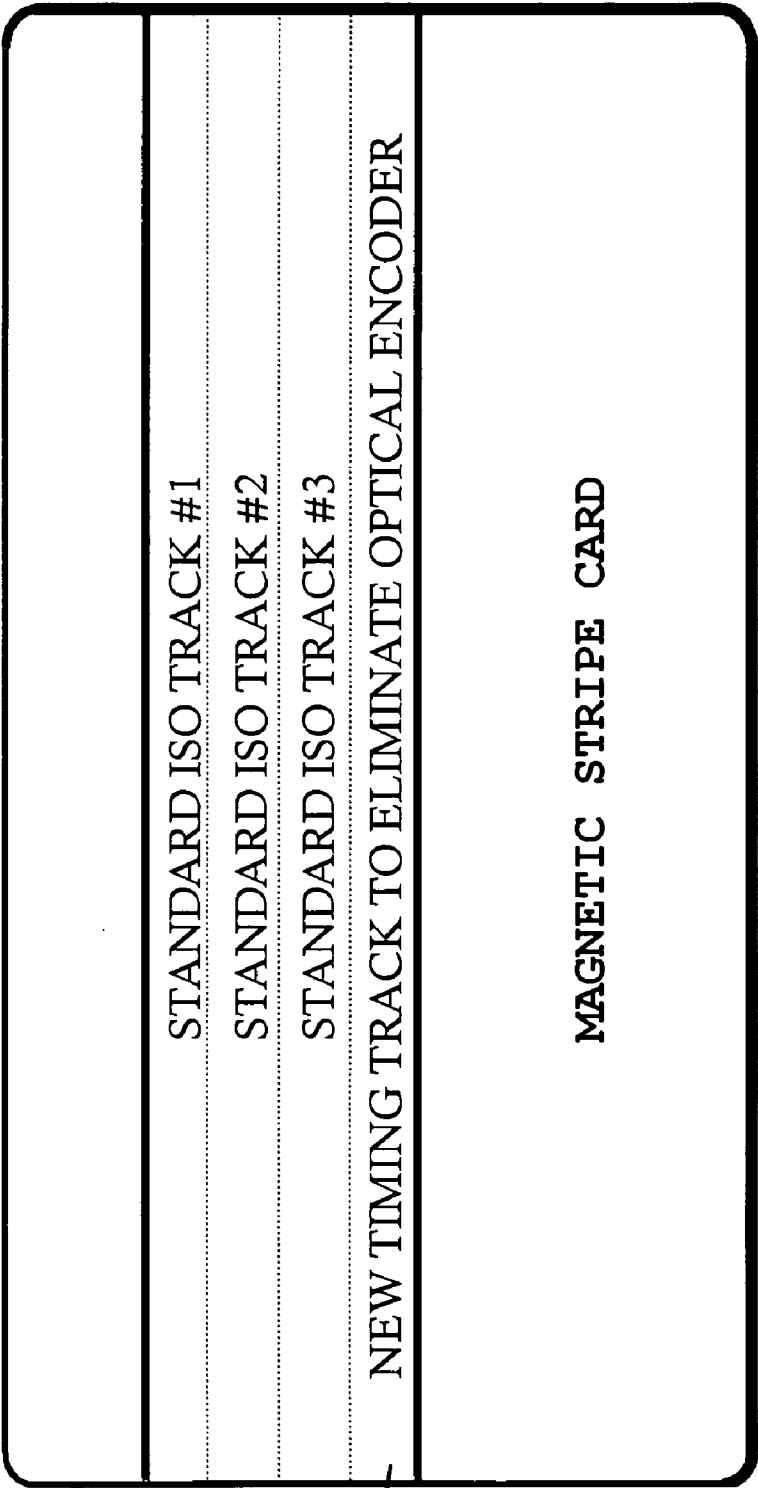 STANDARD ISO TRACK #1
STANDARD ISO TRACK #2
STANDARD ISO TRACK #3
NEW TIMING TRACK TO ELIMINATE OPTICAL ENCODER
MAGNETIC STRIPE CARD